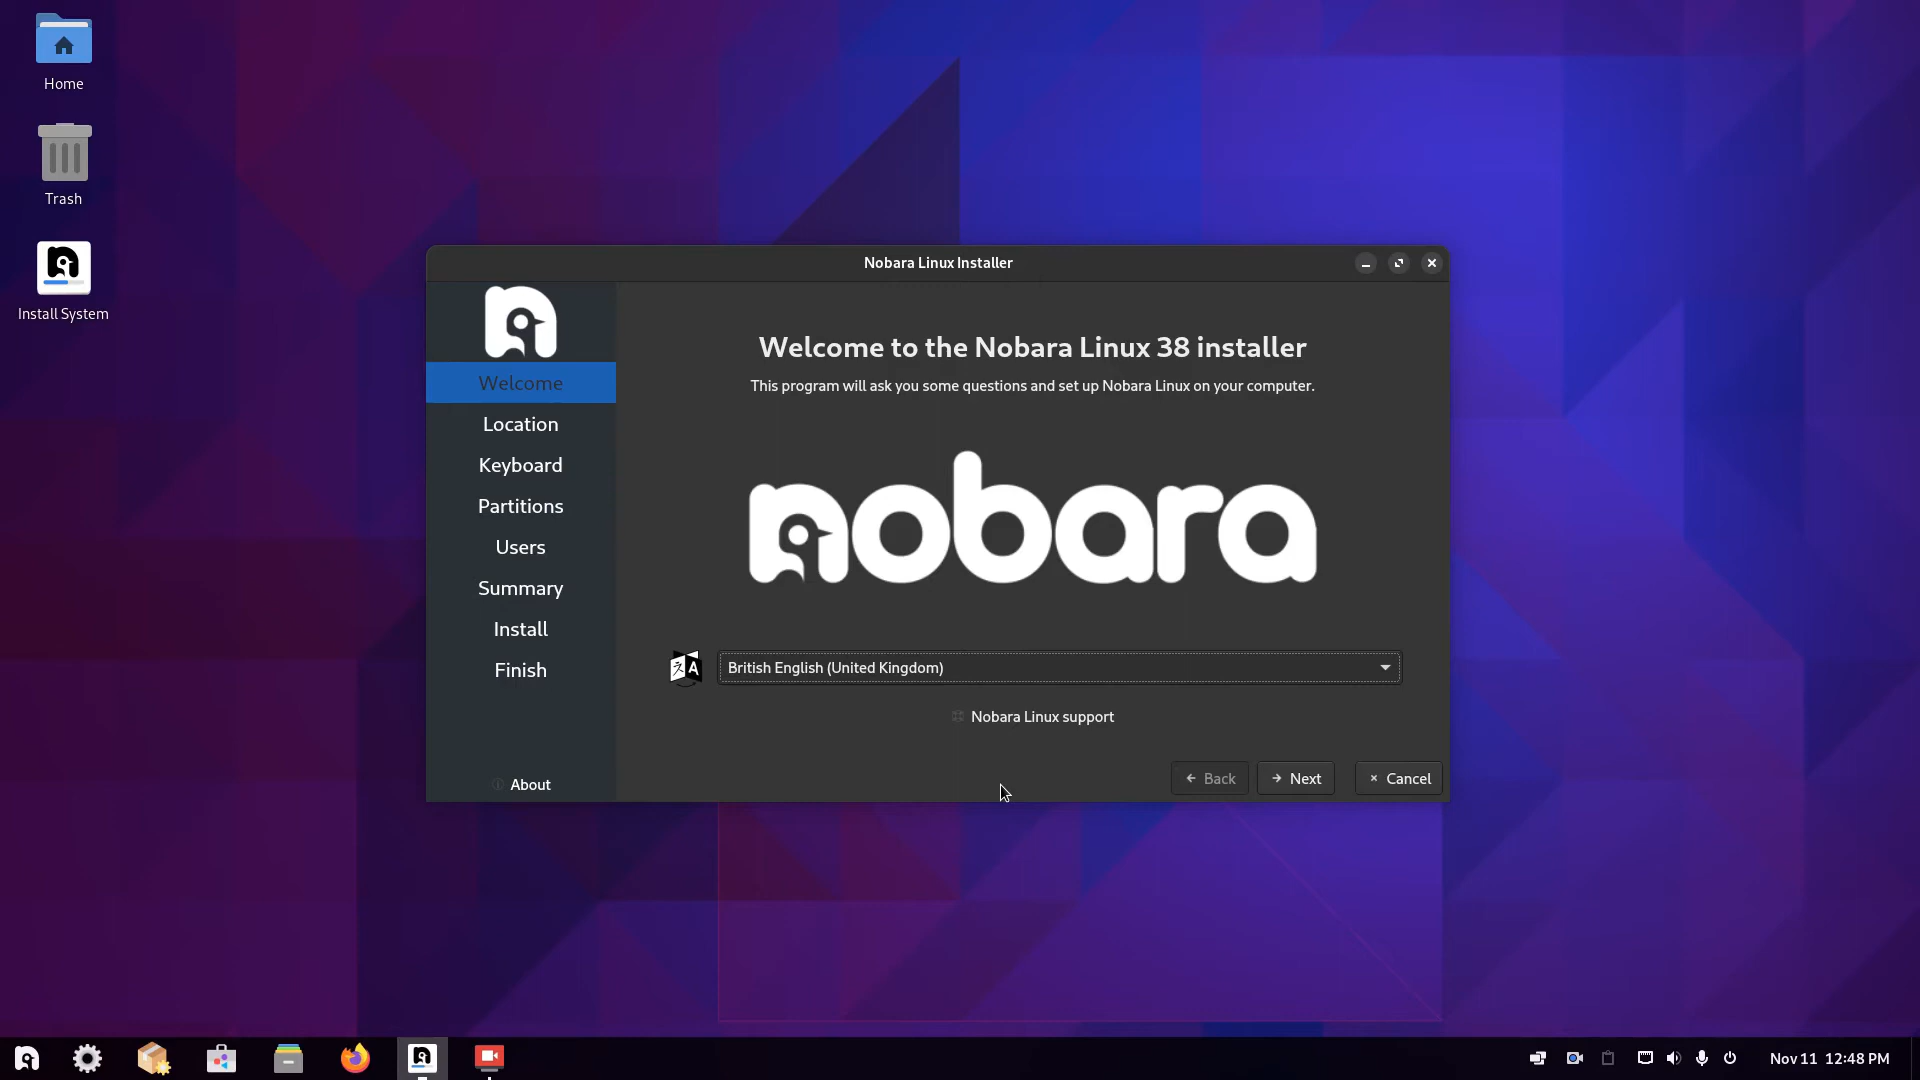 Home
Trash
Install System
Nobara Linux Installer
Welcome
Location
Keyboard
Partitions
Users
Summary
Install
Finish
About
Welcome to the Nobara Linux 38 installer
This program will ask you some questions and set up Nobara Linux on your computer.
nobara
British English (United Kingdom)
Nobara Linux support
Back
Next
Cancel
Nov 11 12:48 PM